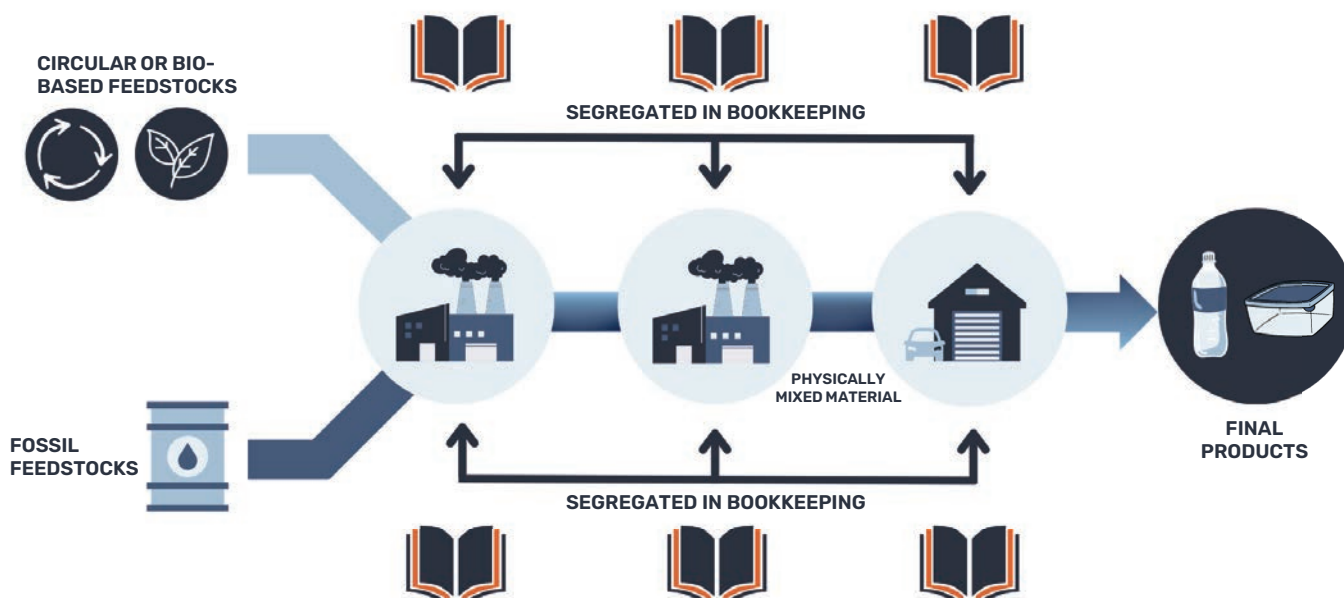 CIRCULAR OR BIO-
BASED FEEDSTOCKS
SEGREGATED IN BOOKKEEPING
PHYSICALLY
MIXED MATERIAL
FOSSIL
FEEDSTOCKS
FINAL
PRODUCTS
SEGREGATED IN BOOKKEEPING